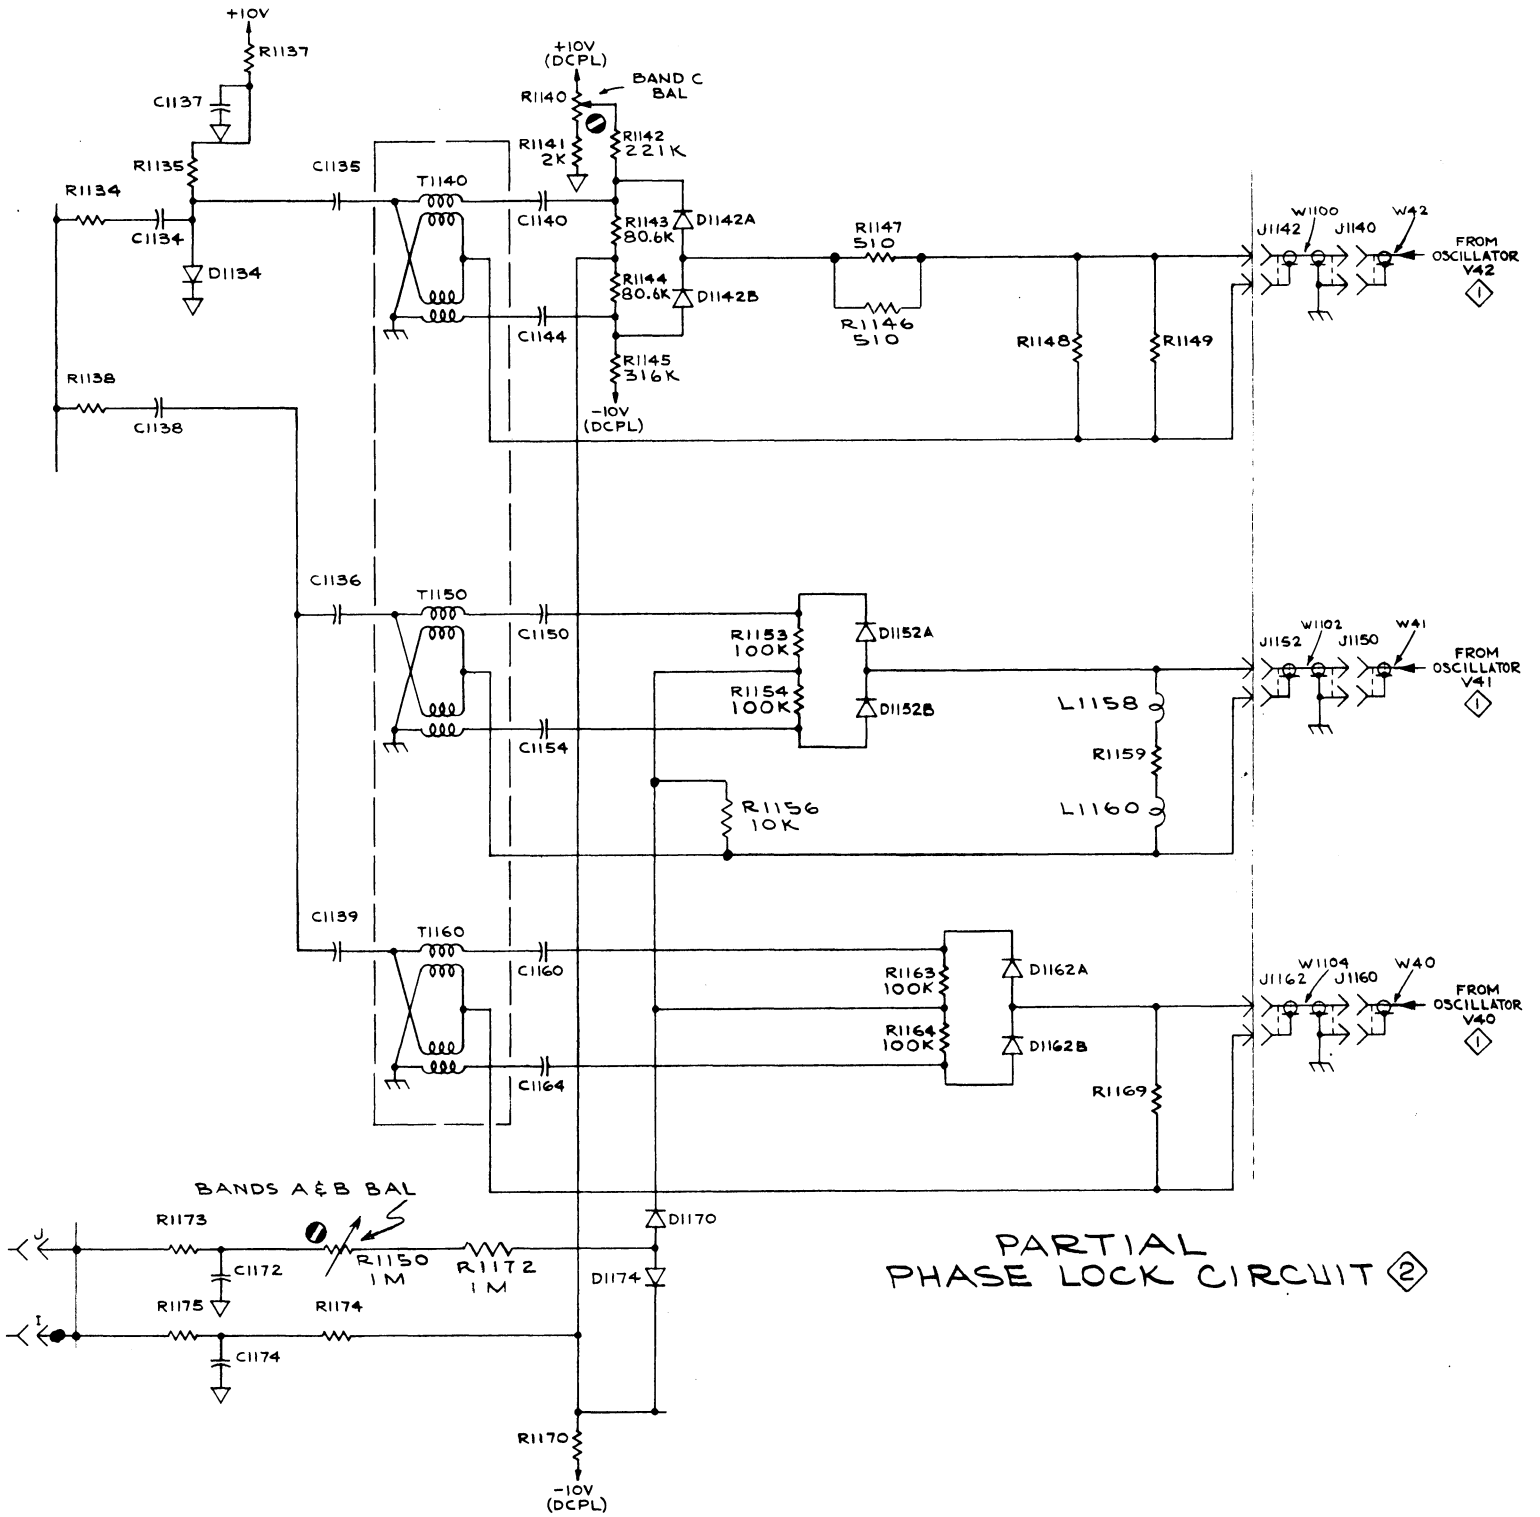 +10V
R1137
C1137
R1135
R1134
C1134
D1134
C1135
T1140
+10V
(DCPL)
BAND C
BAL
R1140
R1141
2K
R1142
221K
C1140
R1143
80.6K
D1142A
R1144
80.6K
D1142B
C1144
R1145
316K
-10V
(DCPL)
R1147
510
R1146
510
R1148
R1149
J1142
W1100
J1140
W42
FROM
OSCILLATOR
V42
1
R1138
C1138
C1136
T1150
C1150
R1153
100K
D1152A
R1154
100K
D1152B
C1154
R1156
10K
L1158
R1159
L1160
J1152
W1102
J1150
W41
FROM
OSCILLATOR
V41
1
C1139
T1160
C1160
R1163
100K
D1162A
R1164
100K
D1162B
C1164
R1169
J1162
W1104
J1160
W40
FROM
OSCILLATOR
V40
1
BANDS A & B BAL
J
R1173
C1172
R1150
1M
R1172
1M
D1170
D1174
I
R1175
R1174
C1174
R1170
-10V
(DCPL)
PARTIAL
PHASE LOCK CIRCUIT 2